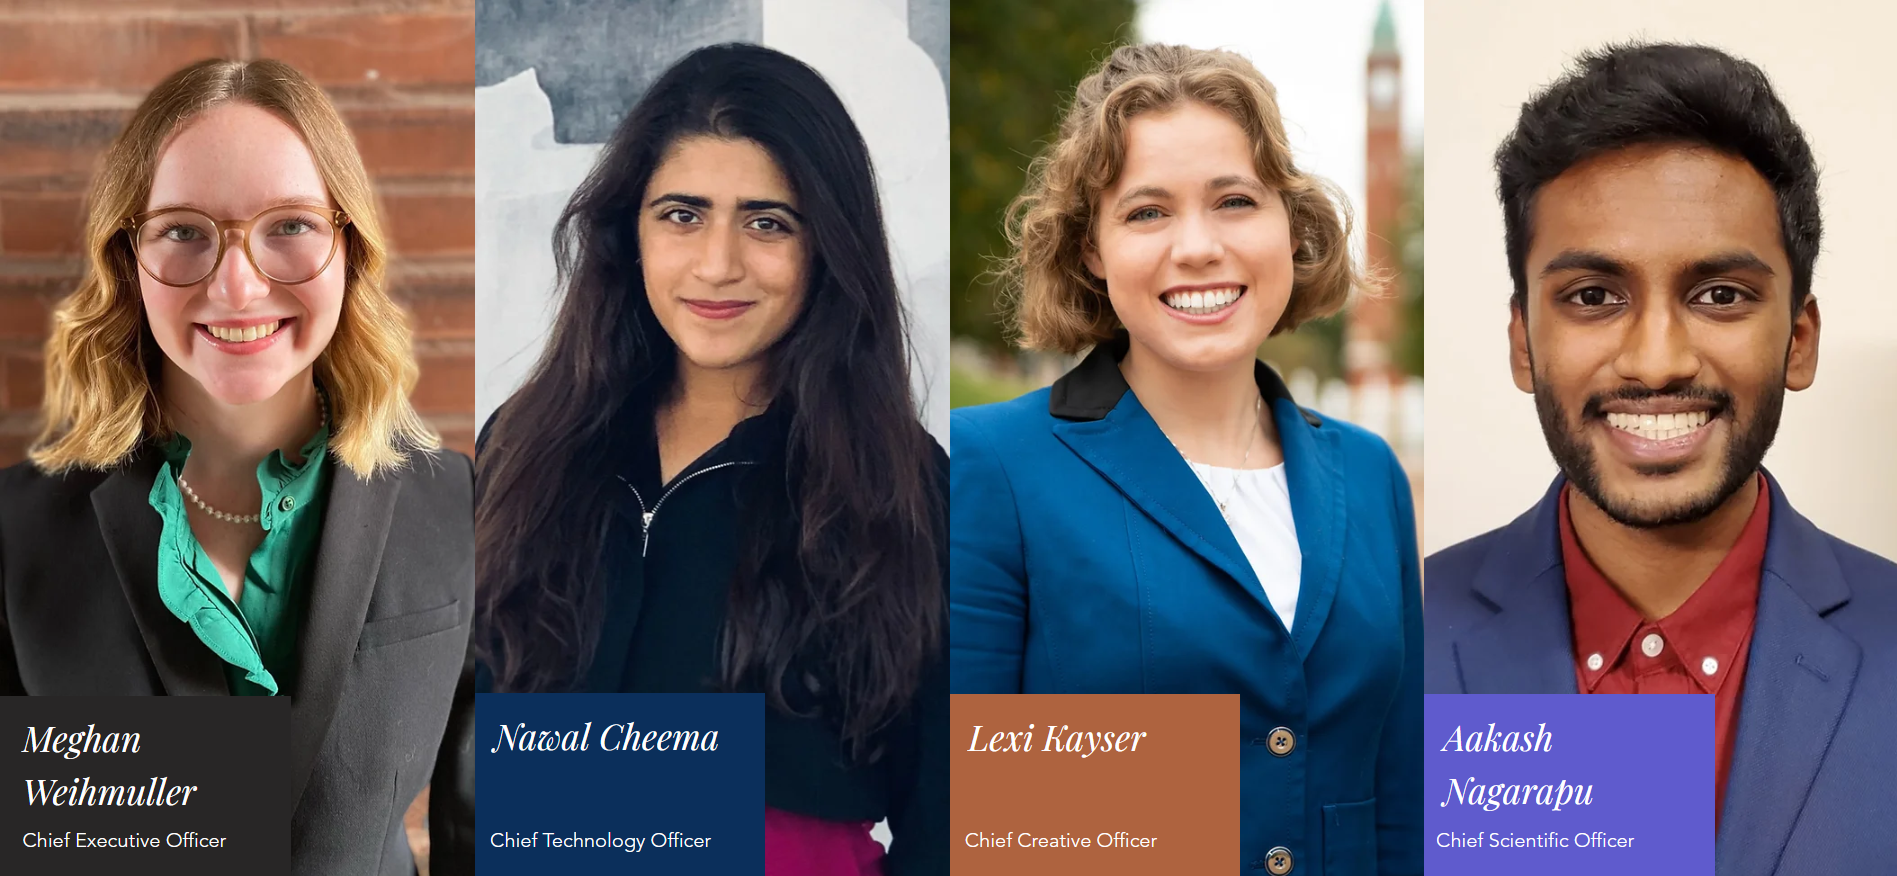 Meghan
Weihmuller
Chief Executive Officer
Nawal Cheema
Chief Technology Officer
Lexi Kayser
Chief Creative Officer
Aakash
Nagarapu
Chief Scientific Officer